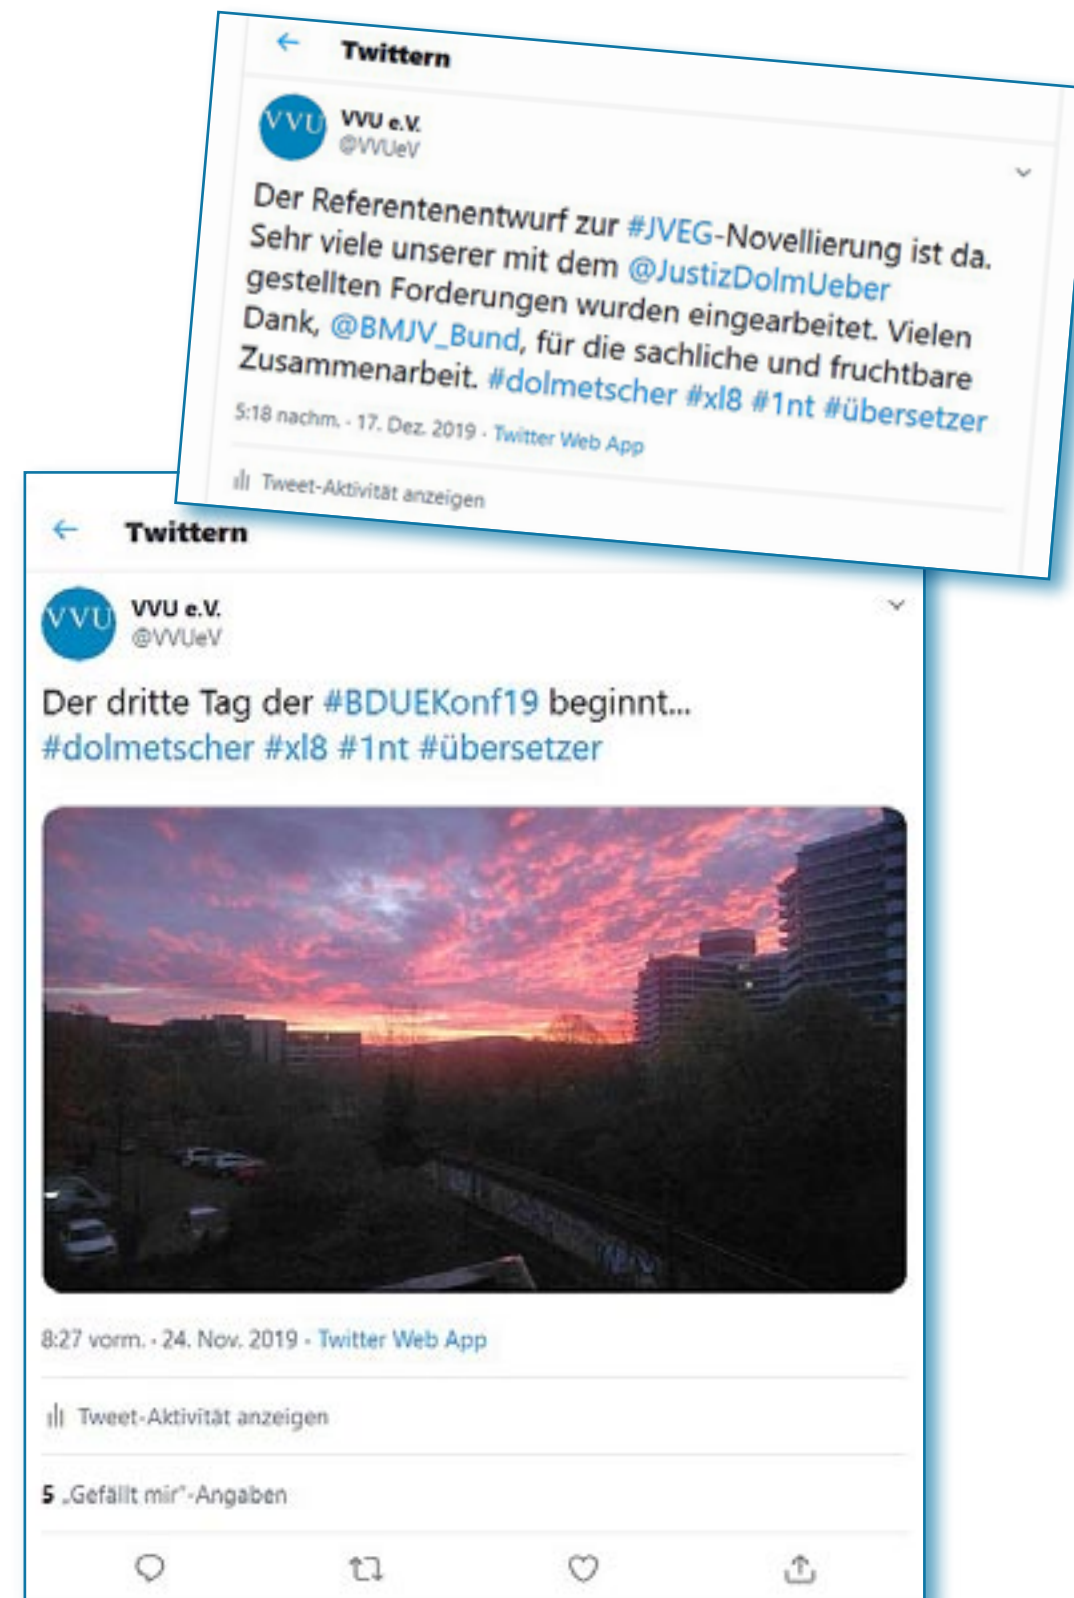 Twittern
VVU
VVU e.V.
@VVUeV
Der Referentenentwurf zur #JVEG-Novellierung ist da.
Sehr viele unserer mit dem @JustizDolmUeber
gestellten Forderungen wurden eingearbeitet. Vielen
Dank, @BMJV_Bund, für die sachliche und fruchtbare
Zusammenarbeit. #dolmetscher #xl8 #1nt #übersetzer
5:18 nachm. · 17. Dez. 2019 · Twitter Web App
Tweet-Aktivität anzeigen
Twittern
VVU
VVU e.V.
@VVUeV
Der dritte Tag der #BDUEKonf19 beginnt...
#dolmetscher #xl8 #1nt #übersetzer
8:27 vorm. · 24. Nov. 2019 · Twitter Web App
Tweet-Aktivität anzeigen
5 „Gefällt mir"-Angaben